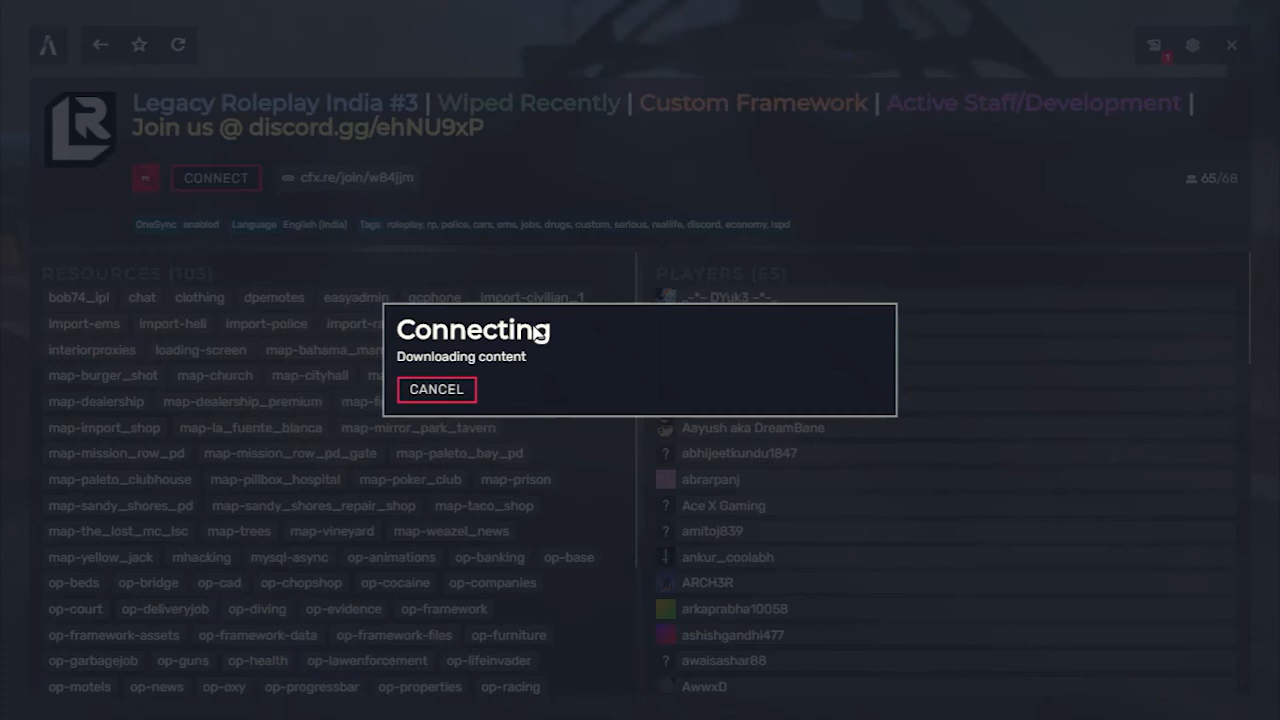 Legacy Roleplay India #3 | Wiped Recently | Custom Framework | Active Staff/Development |
Join us @ discord.gg/ehNU9xP
CONNECT cfx.re/join/w84jjm 65/68
OneSync enabled Language English (India) Tags roleplay, rp, police, cars, ems, jobs, drugs, custom, serious, reallife, discord, economy, lspd
RESOURCES (103)
bob74_ipl chat clothing dpemotes easyadmin gcphone import-civilian_1
import-ems import-heli import-police
interiorproxies loading-screen
map-burger_shot map-church map-cityhall
map-dealership map-dealership_premium
map-import_shop map-la_fuente_blanca map-mirror_park_tavern
map-mission_row_pd map-mission_row_pd_gate map-paleto_bay_pd
map-paleto_clubhouse map-pillbox_hospital map-poker_club map-prison
map-sandy_shores_pd map-sandy_shores_repair_shop map-taco_shop
map-the_lost_mc_lsc map-trees map-vineyard map-weazel_news
map-yellow_jack mhacking mysql-async op-animations op-banking op-base
op-beds op-bridge op-cad op-chopshop op-cocaine op-companies
op-court op-deliveryjob op-diving op-evidence op-framework
op-framework-assets op-framework-data op-framework-files op-furniture
op-garbagejob op-guns op-health op-lawenforcement op-lifeinvader
op-motels op-news op-oxy op-progressbar op-properties op-racing
PLAYERS (65)
_-*- DYuk3 -*-_
Aayush aka DreamBane
abhijeetkundu1847
abrarpanj
Ace X Gaming
amitoj839
ankur_coolabh
ARCH3R
arkaprabha10058
ashishgandhi477
awaisashar88
AwwxD
Connecting
Downloading content
CANCEL
1